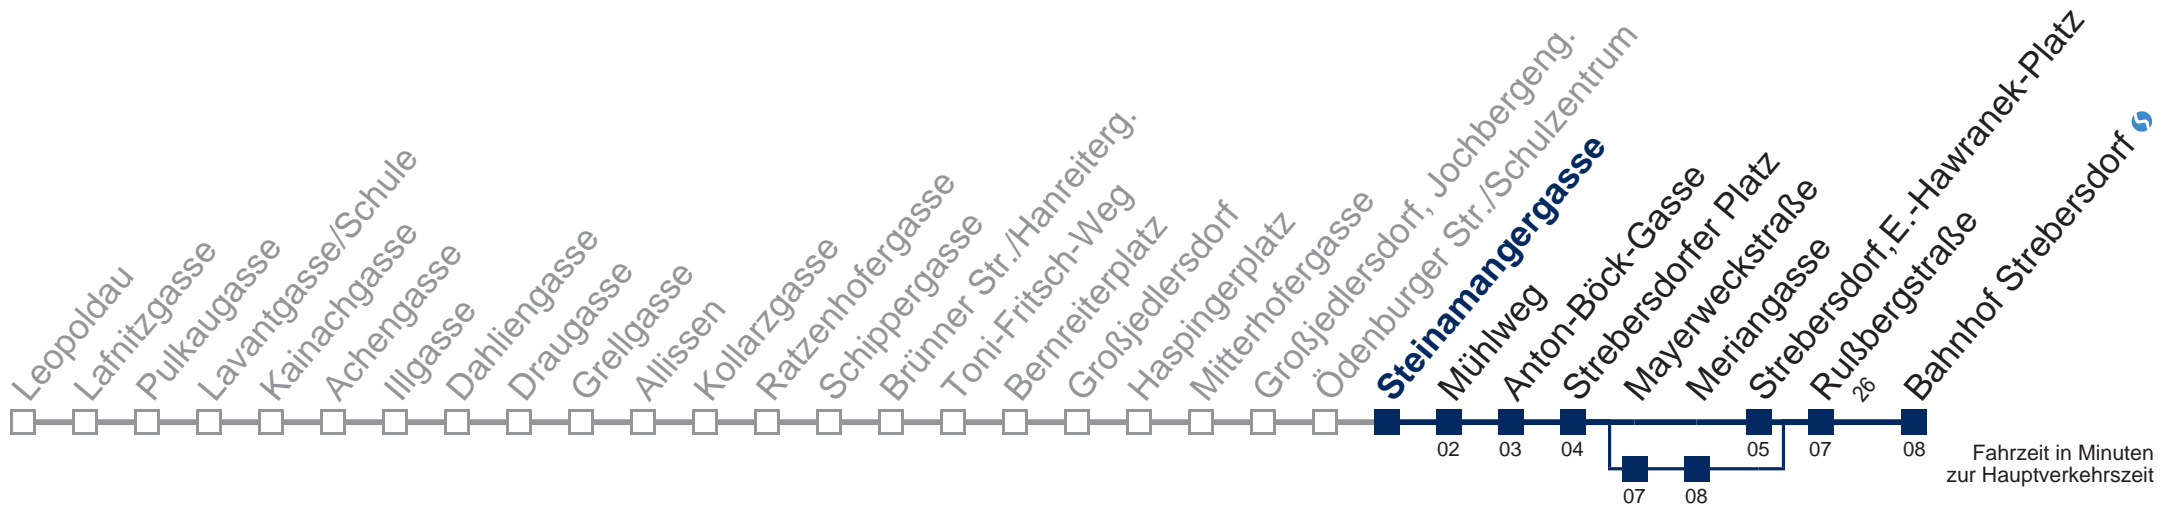 Leopoldau
Lafnitzgasse
Pulkaugasse
Lavantgasse/Schule
Kainachgasse
Achengasse
Illgasse
Dahliengasse
Draugasse
Grellgasse
Allissen
Kollarzgasse
Ratzenhofergasse
Schippergasse
Brünner Str./Hanreiterg.
Toni-Fritsch-Weg
Bernreiterplatz
Großjedlersdorf
Haspingerplatz
Mitterhofergasse
Großjedlersdorf, Jochbergeng.
Ödenburger Str./Schulzentrum
Steinamangergasse
Mühlweg
Anton-Böck-Gasse
Strebersdorfer Platz
Mayerweckstraße
Meriangasse
Strebersdorf,E.-Hawranek-Platz
Rußbergstraße
26
Bahnhof Strebersdorf
02 03 04 05 07 08
07 08
Fahrzeit in Minuten
zur Hauptverkehrszeit